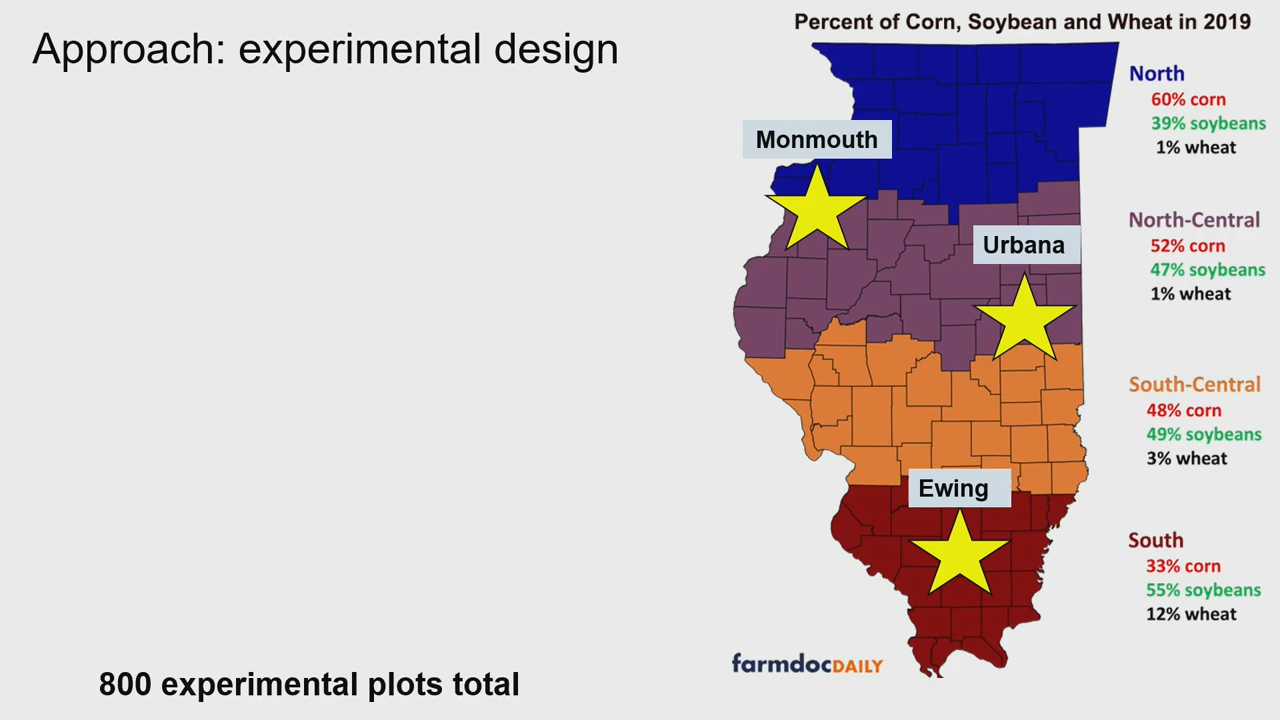 Approach: experimental design
Percent of Corn, Soybean and Wheat in 2019
North
60% corn
39% soybeans
1% wheat
Monmouth
North-Central
52% corn
47% soybeans
1% wheat
Urbana
South-Central
48% corn
49% soybeans
3% wheat
Ewing
South
33% corn
55% soybeans
12% wheat
farmdocDAILY
800 experimental plots total